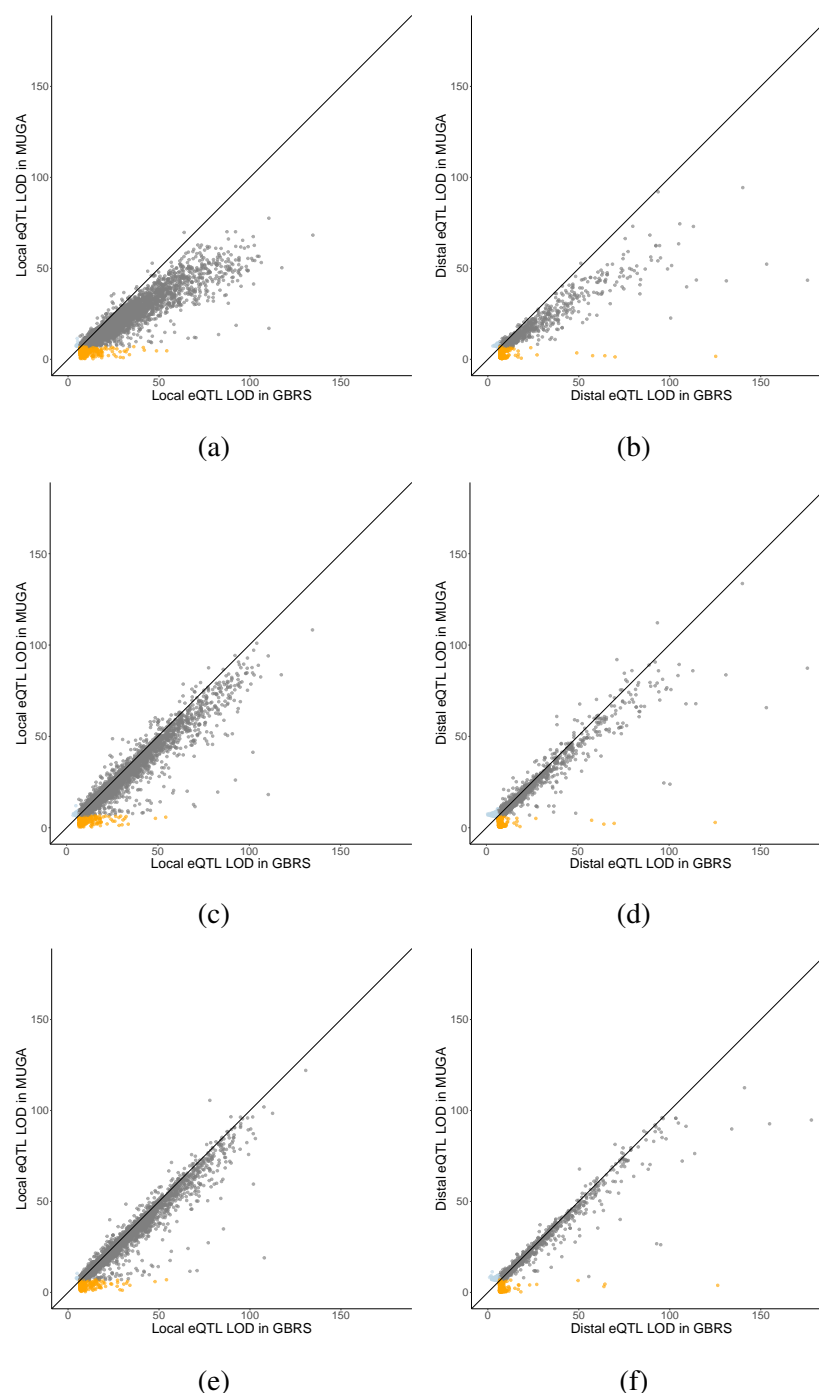 150
100
50
0
Local eQTL LOD in MUGA
0 50 100 150
Local eQTL LOD in GBRS
(a)
150
100
50
0
Distal eQTL LOD in MUGA
0 50 100 150
Distal eQTL LOD in GBRS
(b)
150
100
50
0
Local eQTL LOD in MUGA
0 50 100 150
Local eQTL LOD in GBRS
(c)
150
100
50
0
Distal eQTL LOD in MUGA
0 50 100 150
Distal eQTL LOD in GBRS
(d)
150
100
50
0
Local eQTL LOD in MUGA
0 50 100 150
Local eQTL LOD in GBRS
(e)
150
100
50
0
Distal eQTL LOD in MUGA
0 50 100 150
Distal eQTL LOD in GBRS
(f)